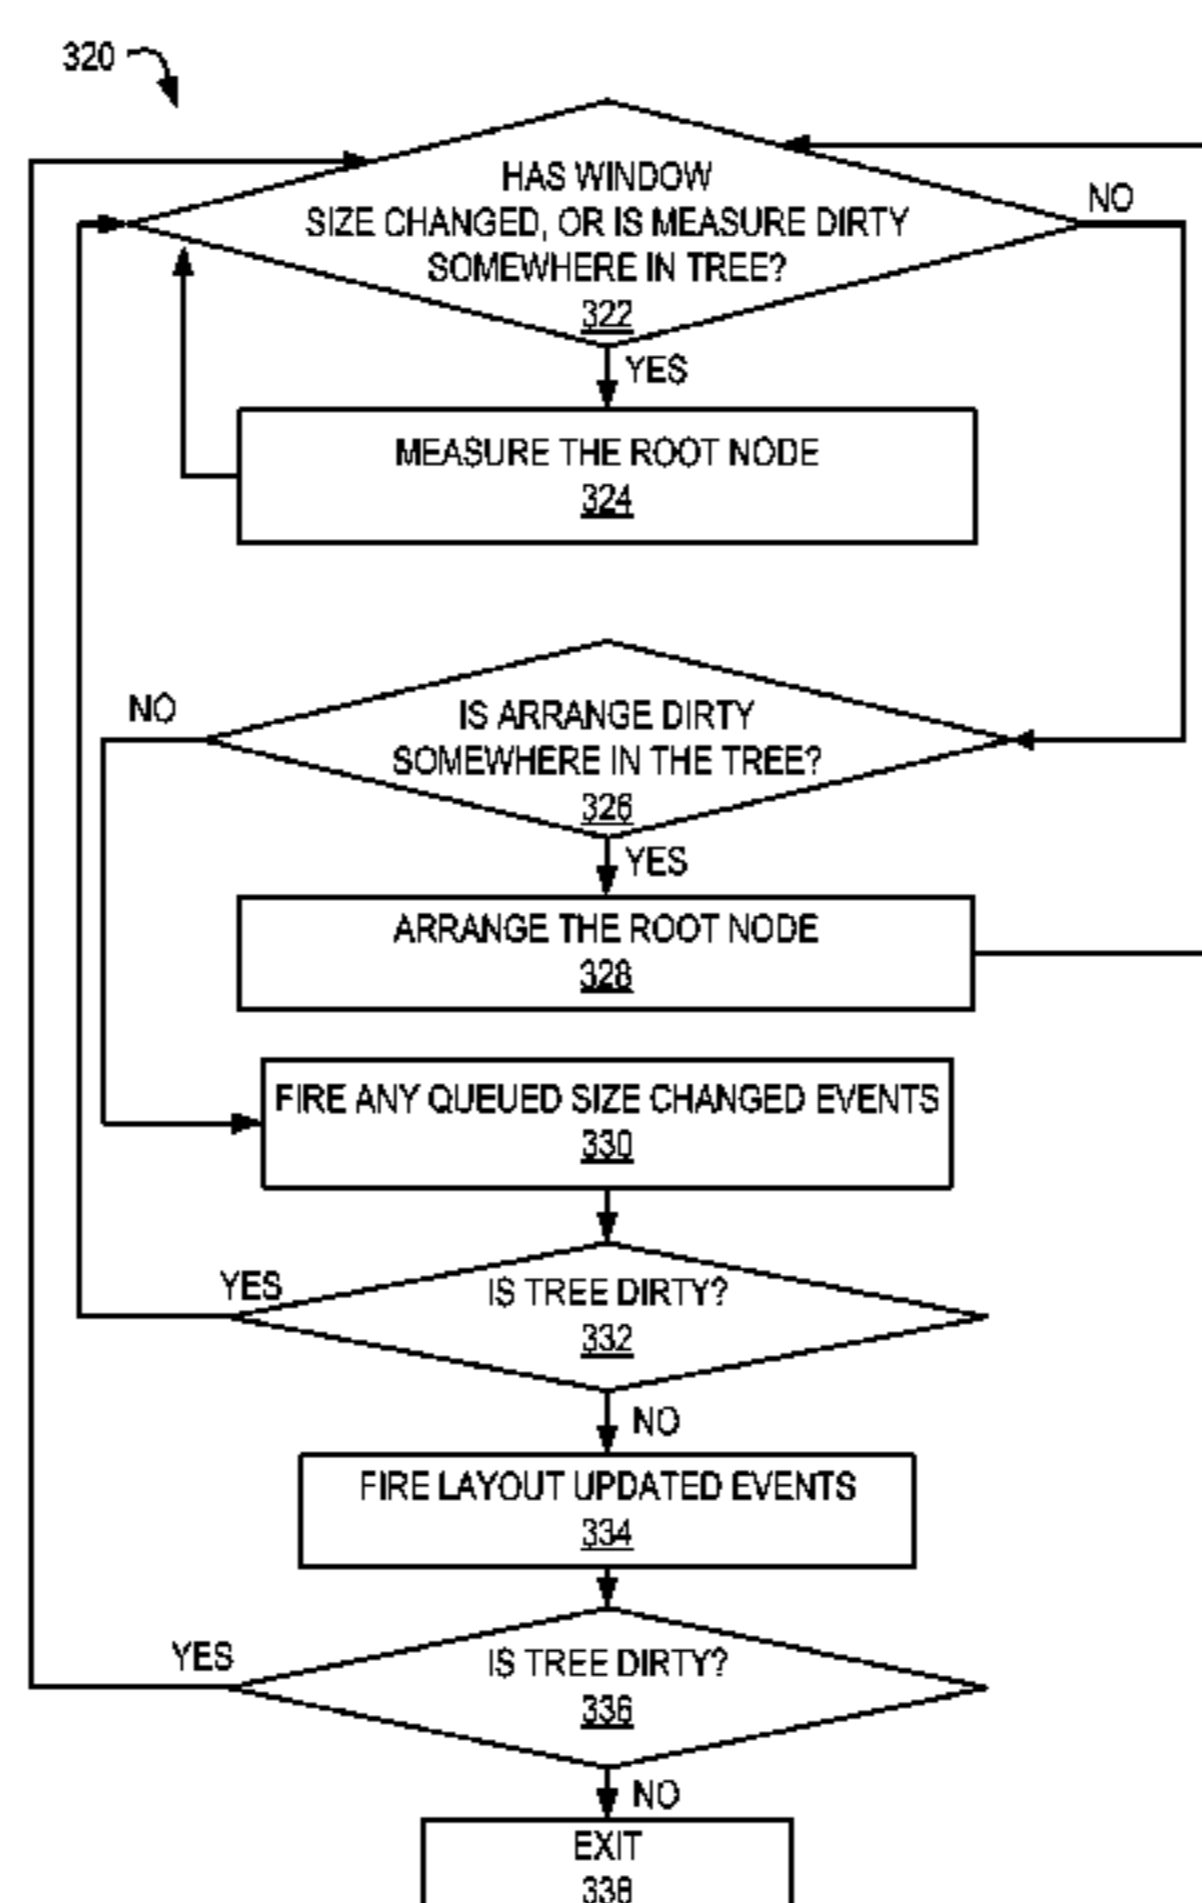 320
HAS WINDOW
SIZE CHANGED, OR IS MEASURE DIRTY
SOMEWHERE IN TREE?
322
NO
YES
MEASURE THE ROOT NODE
324
NO
IS ARRANGE DIRTY
SOMEWHERE IN THE TREE?
326
YES
ARRANGE THE ROOT NODE
328
FIRE ANY QUEUED SIZE CHANGED EVENTS
330
YES
IS TREE DIRTY?
332
NO
FIRE LAYOUT UPDATED EVENTS
334
YES
IS TREE DIRTY?
336
NO
EXIT
338